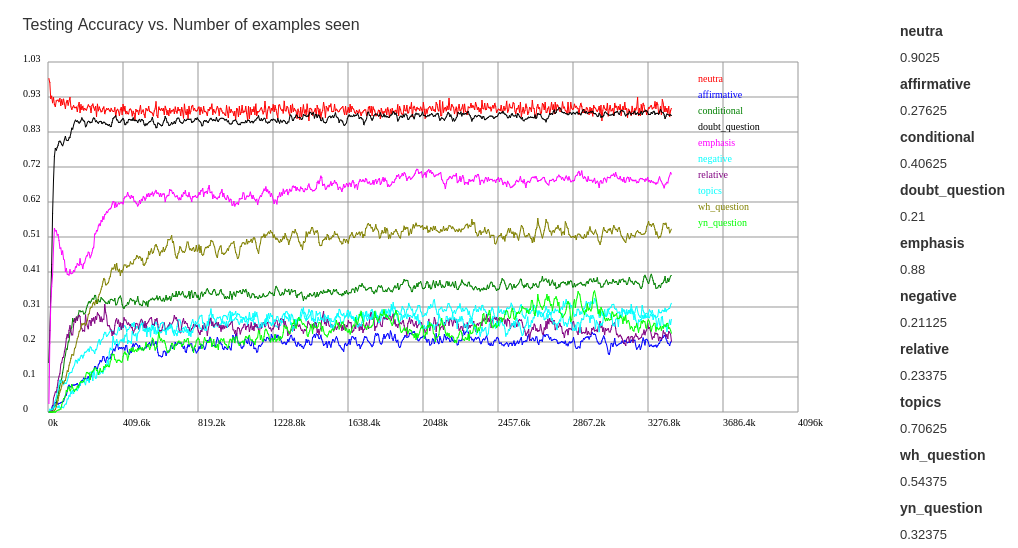 Testing Accuracy vs. Number of examples seen
1.03
0.93
0.83
0.72
0.62
0.51
0.41
0.31
0.2
0.1
0
0k
409.6k
819.2k
1228.8k
1638.4k
2048k
2457.6k
2867.2k
3276.8k
3686.4k
4096k
neutra
affirmative
conditional
doubt_question
emphasis
negative
relative
topics
wh_question
yn_question
neutra
0.9025
affirmative
0.27625
conditional
0.40625
doubt_question
0.21
emphasis
0.88
negative
0.21125
relative
0.23375
topics
0.70625
wh_question
0.54375
yn_question
0.32375